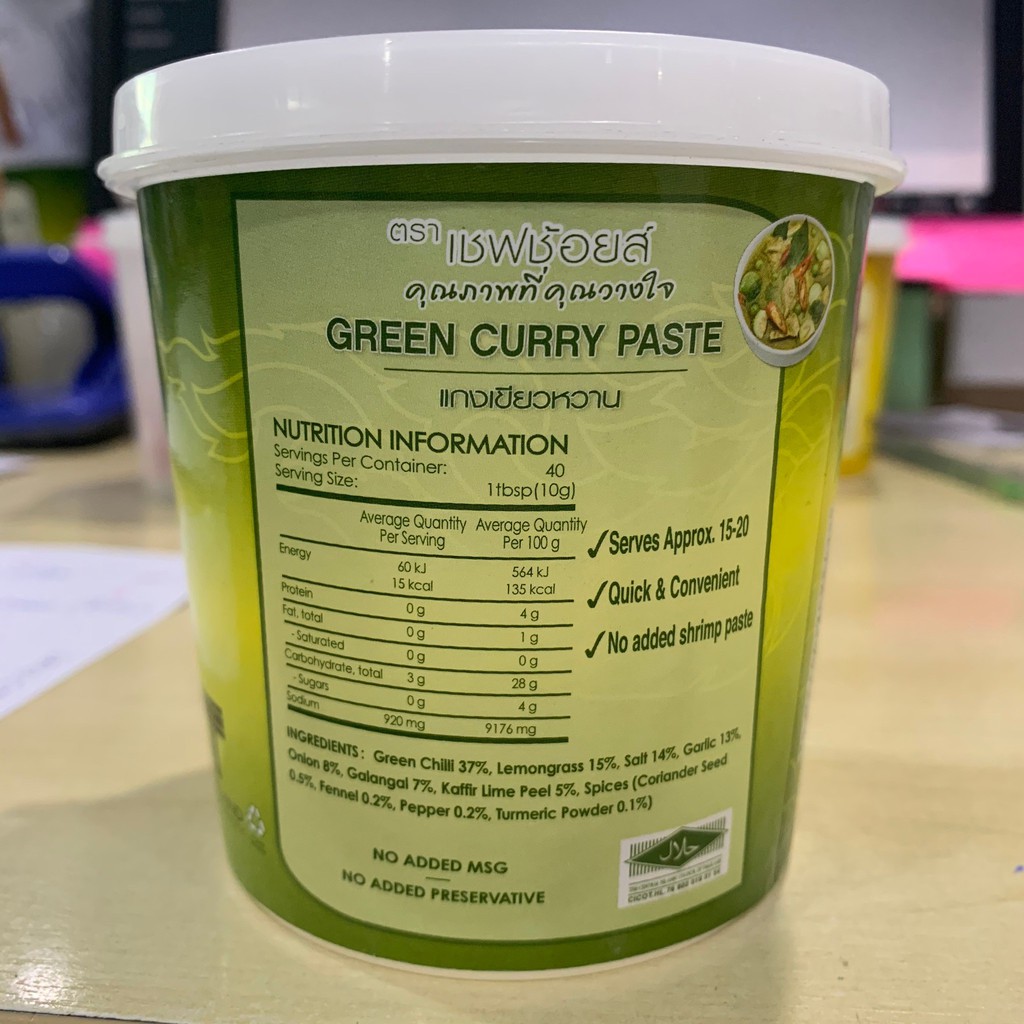 ตรา เชฟช้อยส์
คุณภาพที่คุณวางใจ
GREEN CURRY PASTE
แกงเขียวหวาน
NUTRITION INFORMATION
Servings Per Container: 40
Serving Size: 1tbsp(10g)
Average Quantity Per Serving Average Quantity Per 100 g
Energy 60 kJ 564 kJ
15 kcal 135 kcal
Protein 0 g 4 g
Fat, total 0 g 1 g
- Saturated 0 g 0 g
Carbohydrate, total 3 g 28 g
- Sugars 0 g 4 g
Sodium 920 mg 9176 mg
✓Serves Approx. 15-20
✓Quick & Convenient
✓No added shrimp paste
INGREDIENTS: Green Chilli 37%, Lemongrass 15%, Salt 14%, Garlic 13%,
Onion 8%, Galangal 7%, Kaffir Lime Peel 5%, Spices (Coriander Seed
0.5%, Fennel 0.2%, Pepper 0.2%, Turmeric Powder 0.1%)
NO ADDED MSG
NO ADDED PRESERVATIVE
حلال